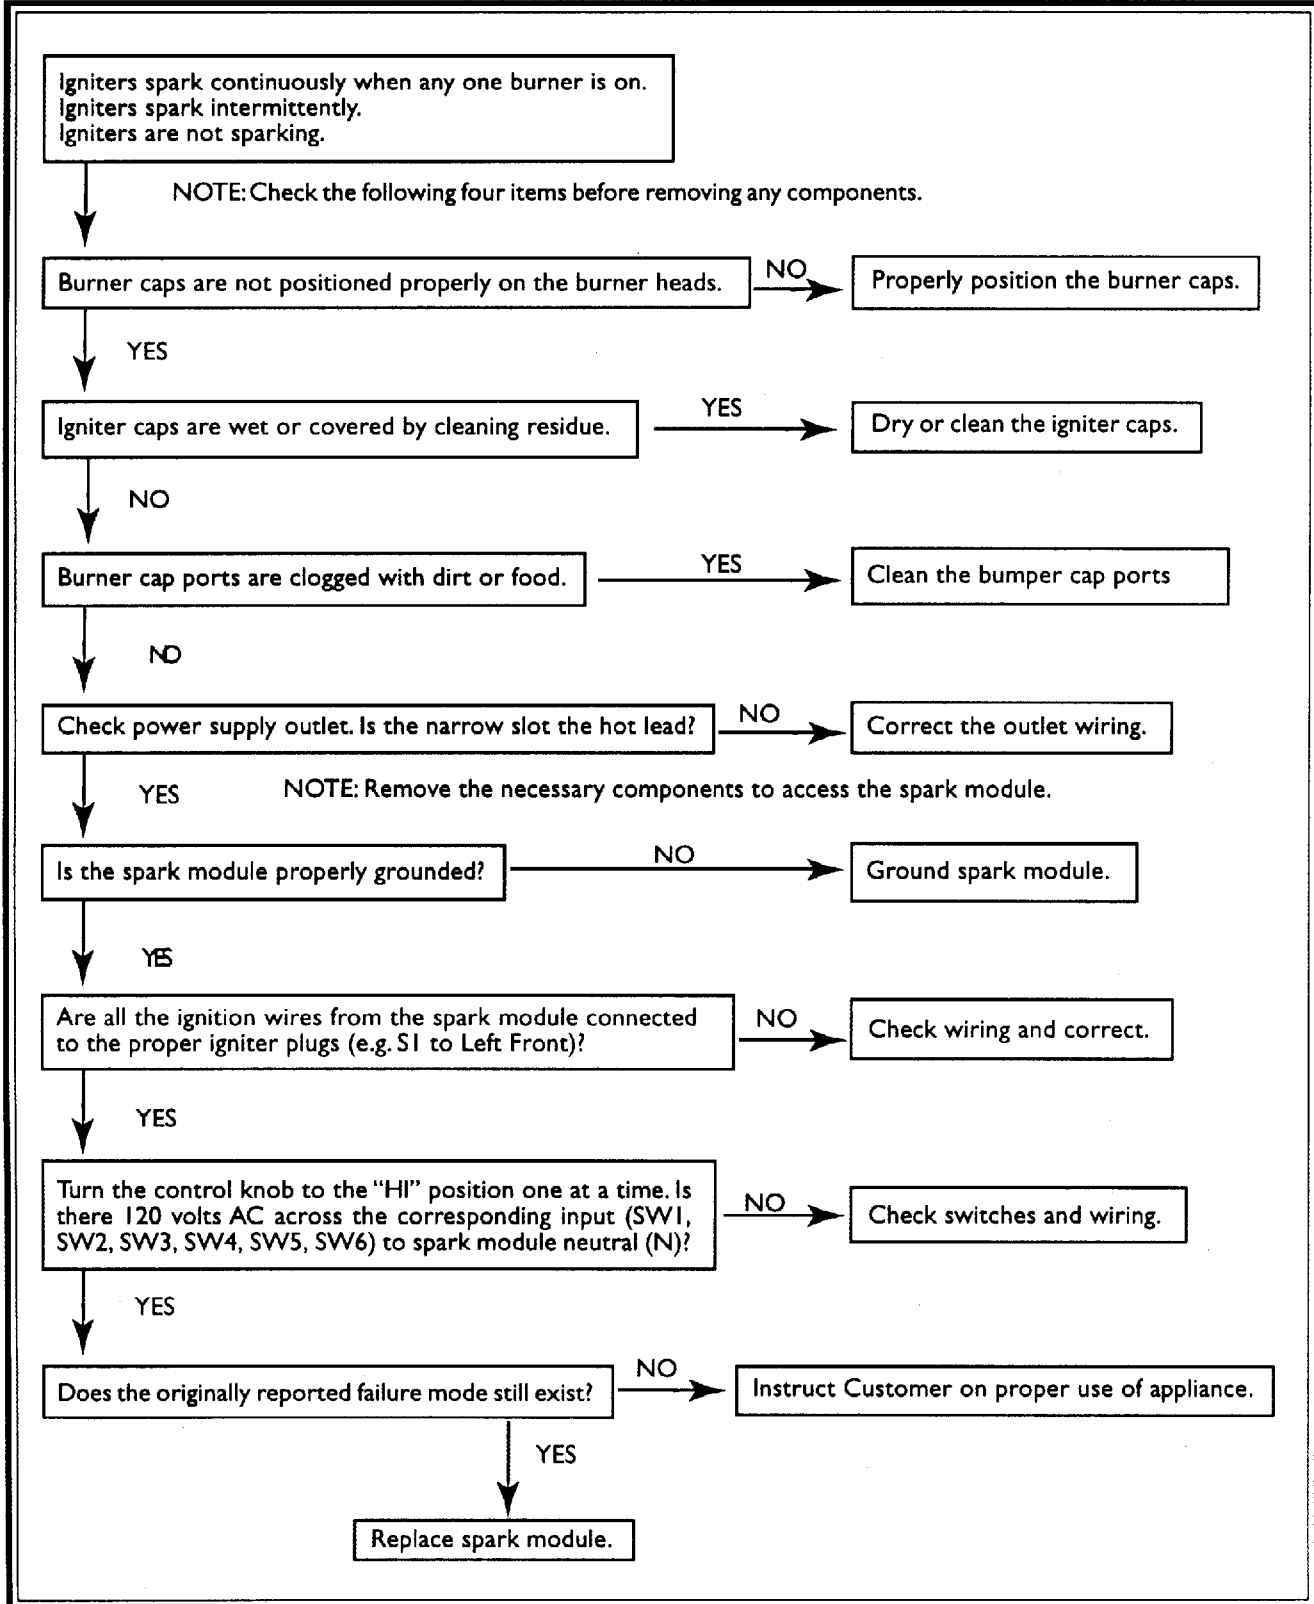 Igniters spark continuously when any one burner is on.
Igniters spark intermittently.
Igniters are not sparking.
NOTE: Check the following four items before removing any components.
Burner caps are not positioned properly on the burner heads.
NO
Properly position the burner caps.
YES
Igniter caps are wet or covered by cleaning residue.
YES
Dry or clean the igniter caps.
NO
Burner cap ports are clogged with dirt or food.
YES
Clean the bumper cap ports
NO
Check power supply outlet. Is the narrow slot the hot lead?
NO
Correct the outlet wiring.
YES
NOTE: Remove the necessary components to access the spark module.
Is the spark module properly grounded?
NO
Ground spark module.
YES
Are all the ignition wires from the spark module connected
to the proper igniter plugs (e.g. S1 to Left Front)?
NO
Check wiring and correct.
YES
Turn the control knob to the “HI” position one at a time. Is
there 120 volts AC across the corresponding input (SW1,
SW2, SW3, SW4, SW5, SW6) to spark module neutral (N)?
NO
Check switches and wiring.
YES
Does the originally reported failure mode still exist?
NO
Instruct Customer on proper use of appliance.
YES
Replace spark module.